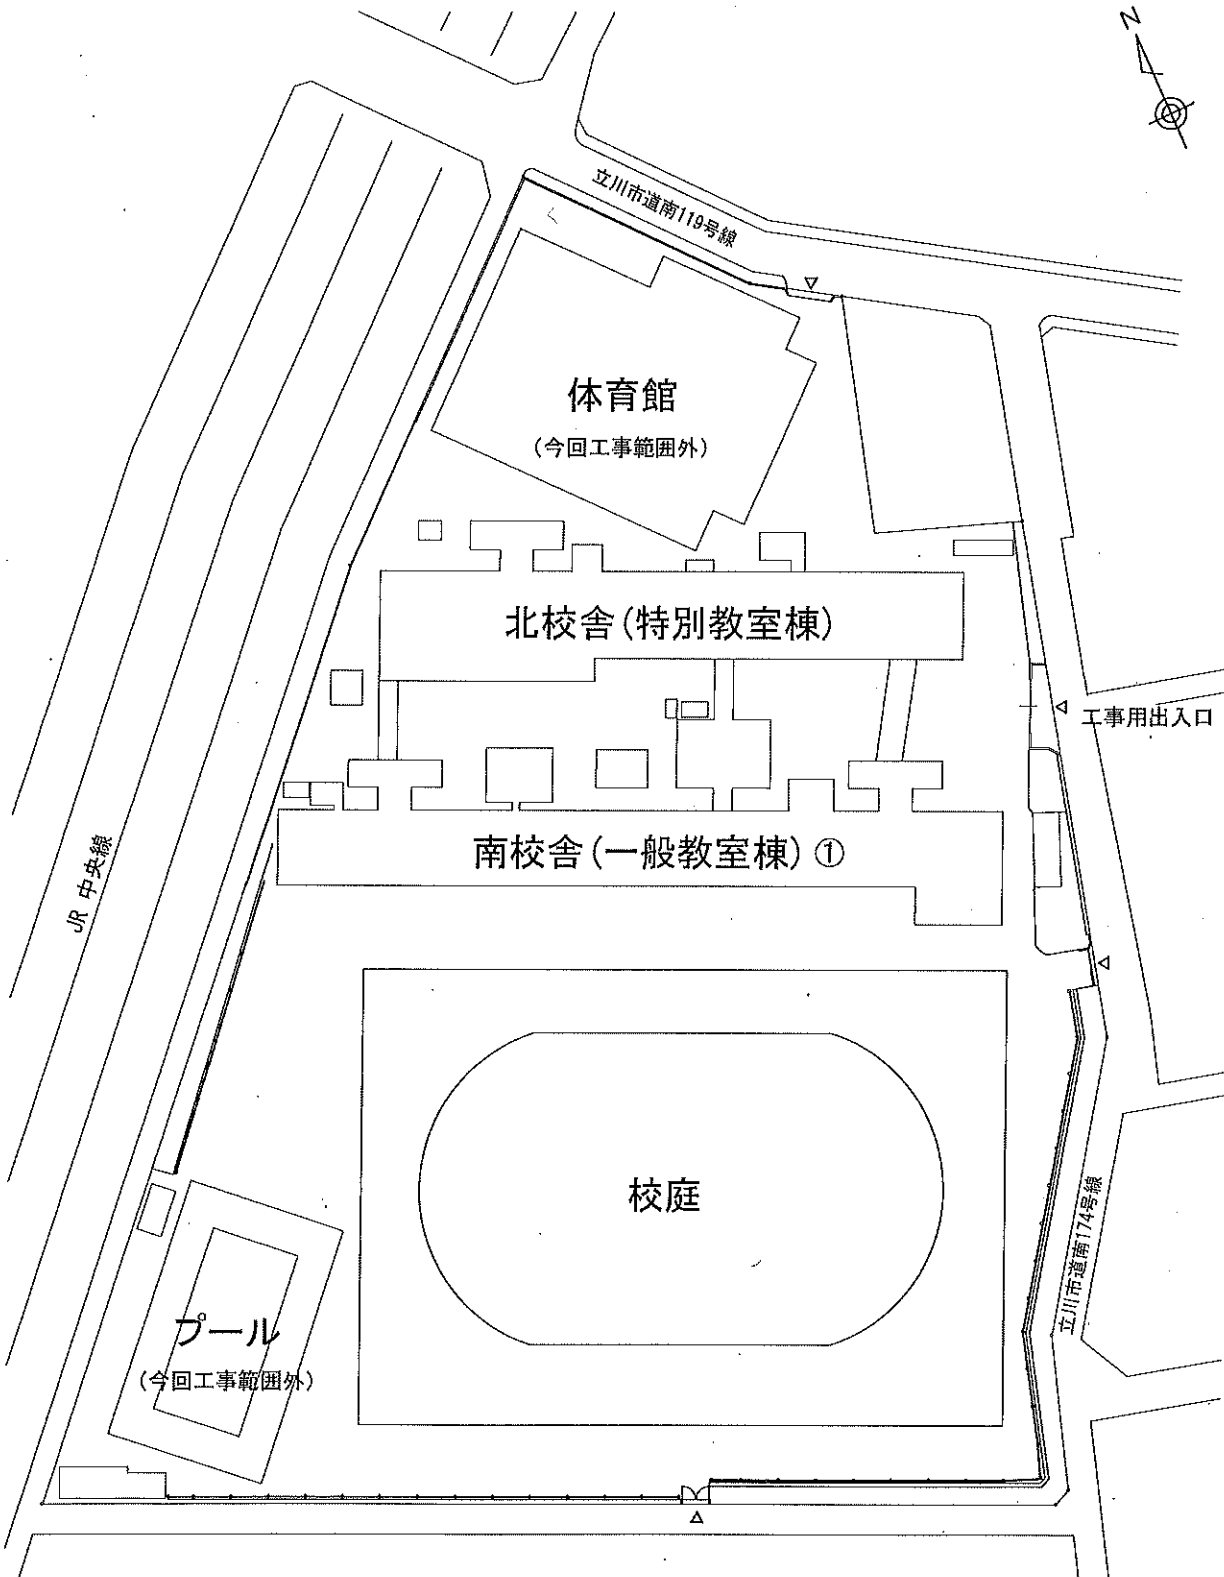 N
立川市道南119号線
体育館
(今回工事範囲外)
北校舎(特別教室棟)
工事用出入口
南校舎(一般教室棟)①
JR 中央線
校庭
立川市道南174号線
プール
(今回工事範囲外)